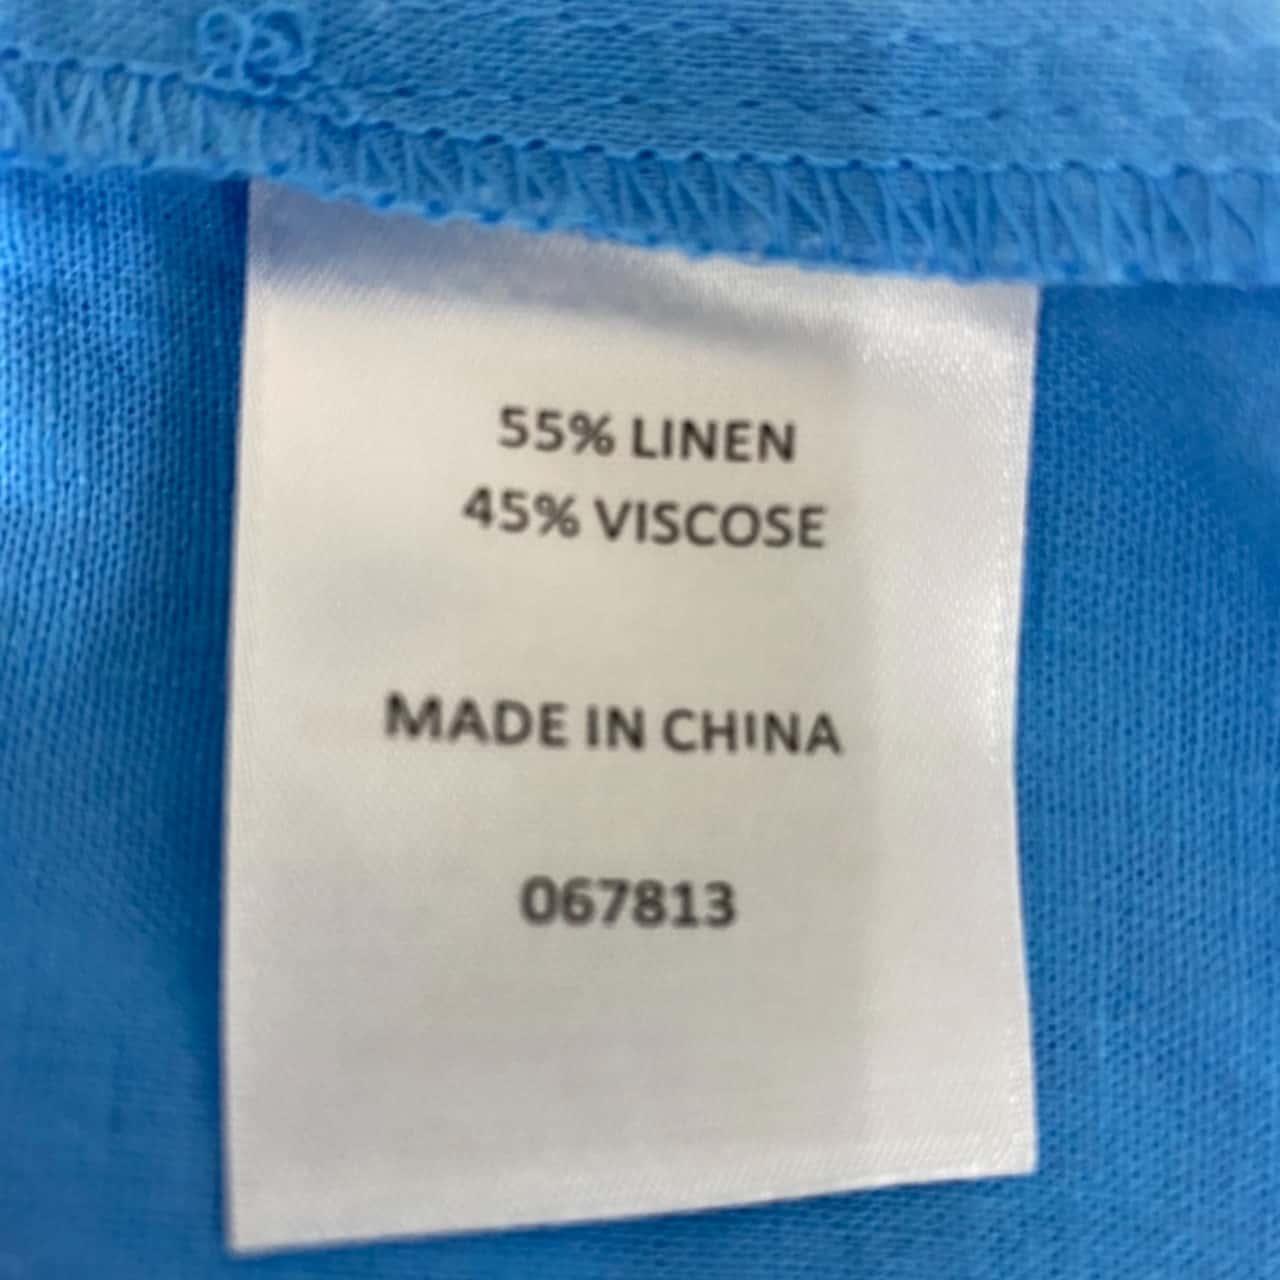 55% LINEN
45% VISCOSE
MADE IN CHINA
067813